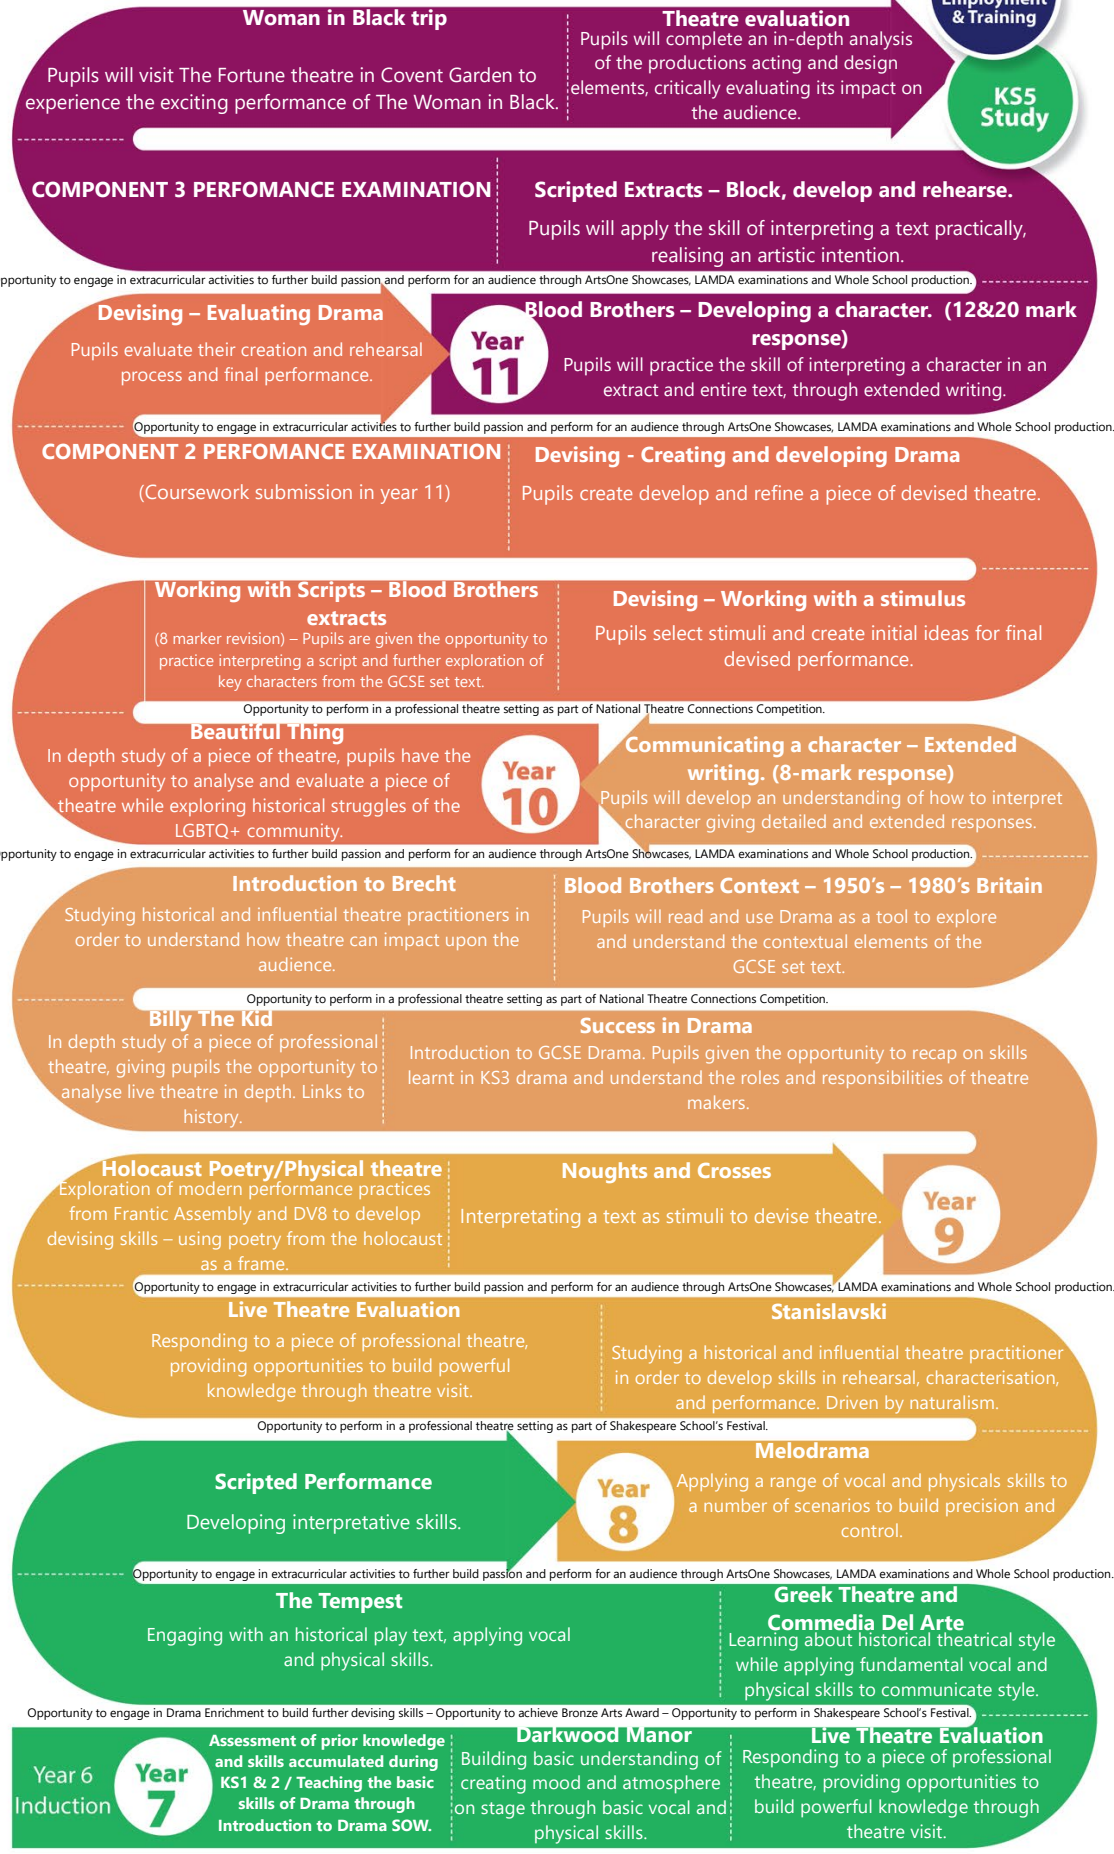 Employment
& Training
KS5
Study
Woman in Black trip
Pupils will visit The Fortune theatre in Covent Garden to
experience the exciting performance of The Woman in Black.
Theatre evaluation
Pupils will complete an in-depth analysis
of the productions acting and design
elements, critically evaluating its impact on
the audience.
COMPONENT 3 PERFOMANCE EXAMINATION
Scripted Extracts – Block, develop and rehearse.
Pupils will apply the skill of interpreting a text practically,
realising an artistic intention.
pportunity to engage in extracurricular activities to further build passion and perform for an audience through ArtsOne Showcases, LAMDA examinations and Whole School production.
Devising – Evaluating Drama
Pupils evaluate their creation and rehearsal
process and final performance.
Year
11
Blood Brothers – Developing a character. (12&20 mark
response)
Pupils will practice the skill of interpreting a character in an
extract and entire text, through extended writing.
Opportunity to engage in extracurricular activities to further build passion and perform for an audience through ArtsOne Showcases, LAMDA examinations and Whole School production.
COMPONENT 2 PERFOMANCE EXAMINATION
(Coursework submission in year 11)
Devising - Creating and developing Drama
Pupils create develop and refine a piece of devised theatre.
Working with Scripts – Blood Brothers
extracts
(8 marker revision) – Pupils are given the opportunity to
practice interpreting a script and further exploration of
key characters from the GCSE set text.
Devising – Working with a stimulus
Pupils select stimuli and create initial ideas for final
devised performance.
Opportunity to perform in a professional theatre setting as part of National Theatre Connections Competition.
Beautiful Thing
In depth study of a piece of theatre, pupils have the
opportunity to analyse and evaluate a piece of
theatre while exploring historical struggles of the
LGBTQ+ community.
Year
10
Communicating a character – Extended
writing. (8-mark response)
Pupils will develop an understanding of how to interpret
character giving detailed and extended responses.
pportunity to engage in extracurricular activities to further build passion and perform for an audience through ArtsOne Showcases, LAMDA examinations and Whole School production.
Introduction to Brecht
Studying historical and influential theatre practitioners in
order to understand how theatre can impact upon the
audience.
Blood Brothers Context – 1950's – 1980's Britain
Pupils will read and use Drama as a tool to explore
and understand the contextual elements of the
GCSE set text.
Opportunity to perform in a professional theatre setting as part of National Theatre Connections Competition.
Billy The Kid
In depth study of a piece of professional
theatre, giving pupils the opportunity to
analyse live theatre in depth. Links to
history.
Success in Drama
Introduction to GCSE Drama. Pupils given the opportunity to recap on skills
learnt in KS3 drama and understand the roles and responsibilities of theatre
makers.
Holocaust Poetry/Physical theatre
Exploration of modern performance practices
from Frantic Assembly and DV8 to develop
devising skills – using poetry from the holocaust
as a frame.
Noughts and Crosses
Interpretating a text as stimuli to devise theatre.
Year
9
Opportunity to engage in extracurricular activities to further build passion and perform for an audience through ArtsOne Showcases, LAMDA examinations and Whole School production.
Live Theatre Evaluation
Responding to a piece of professional theatre,
providing opportunities to build powerful
knowledge through theatre visit.
Stanislavski
Studying a historical and influential theatre practitioner
in order to develop skills in rehearsal, characterisation,
and performance. Driven by naturalism.
Opportunity to perform in a professional theatre setting as part of Shakespeare School's Festival.
Scripted Performance
Developing interpretative skills.
Year
8
Melodrama
Applying a range of vocal and physicals skills to
a number of scenarios to build precision and
control.
Opportunity to engage in extracurricular activities to further build passion and perform for an audience through ArtsOne Showcases, LAMDA examinations and Whole School production.
The Tempest
Engaging with an historical play text, applying vocal
and physical skills.
Greek Theatre and
Commedia Del Arte
Learning about historical theatrical style
while applying fundamental vocal and
physical skills to communicate style.
Opportunity to engage in Drama Enrichment to build further devising skills – Opportunity to achieve Bronze Arts Award – Opportunity to perform in Shakespeare School's Festival.
Year 6
Induction
Year
7
Assessment of prior knowledge
and skills accumulated during
KS1 & 2 / Teaching the basic
skills of Drama through
Introduction to Drama SOW.
Darkwood Manor
Building basic understanding of
creating mood and atmosphere
on stage through basic vocal and
physical skills.
Live Theatre Evaluation
Responding to a piece of professional
theatre, providing opportunities to
build powerful knowledge through
theatre visit.